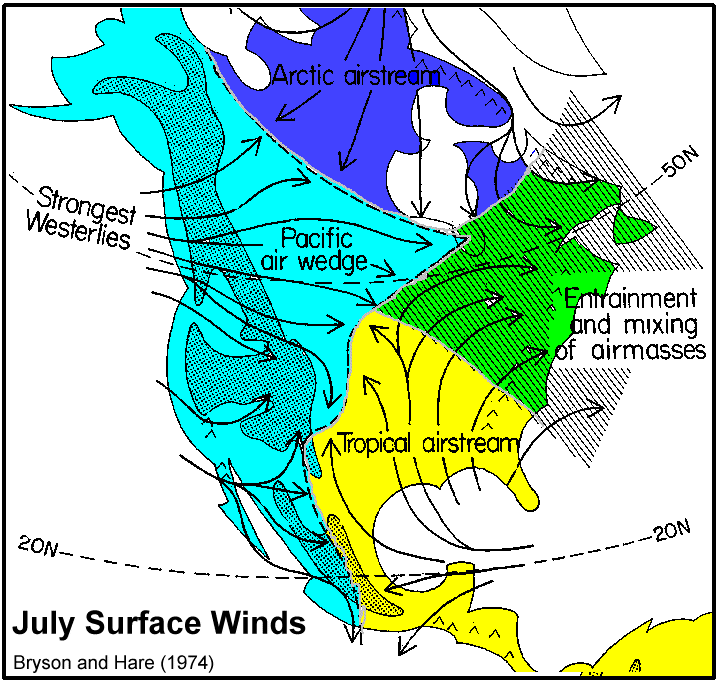 Arctic airstream
50N
Strongest
Westerlies
Pacific
air wedge
Entrainment
and mixing
of airmasses
Tropical airstream
20N
20N
July Surface Winds
Bryson and Hare (1974)